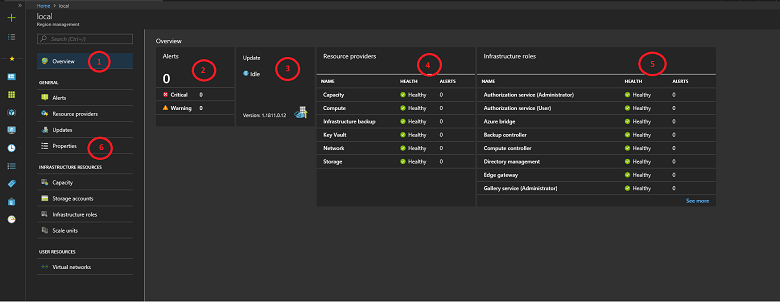 Home > local
local
Region management
Search (Ctrl+/)
Overview
1
GENERAL
Alerts
Resource providers
Updates
Properties
6
INFRASTRUCTURE RESOURCES
Capacity
Storage accounts
Infrastructure roles
Scale units
USER RESOURCES
Virtual networks
Overview
Alerts
2
0
Critical 0
Warning 0
Update
3
Idle
Version: 1.1811.0.12
Resource providers
4
NAME HEALTH ALERTS
Capacity Healthy 0
Compute Healthy 0
Infrastructure backup Healthy 0
Key Vault Healthy 0
Network Healthy 0
Storage Healthy 0
Infrastructure roles
5
NAME HEALTH ALERTS
Authorization service (Administrator) Healthy 0
Authorization service (User) Healthy 0
Azure bridge Healthy 0
Backup controller Healthy 0
Compute controller Healthy 0
Directory management Healthy 0
Edge gateway Healthy 0
Gallery service (Administrator) Healthy 0
See more